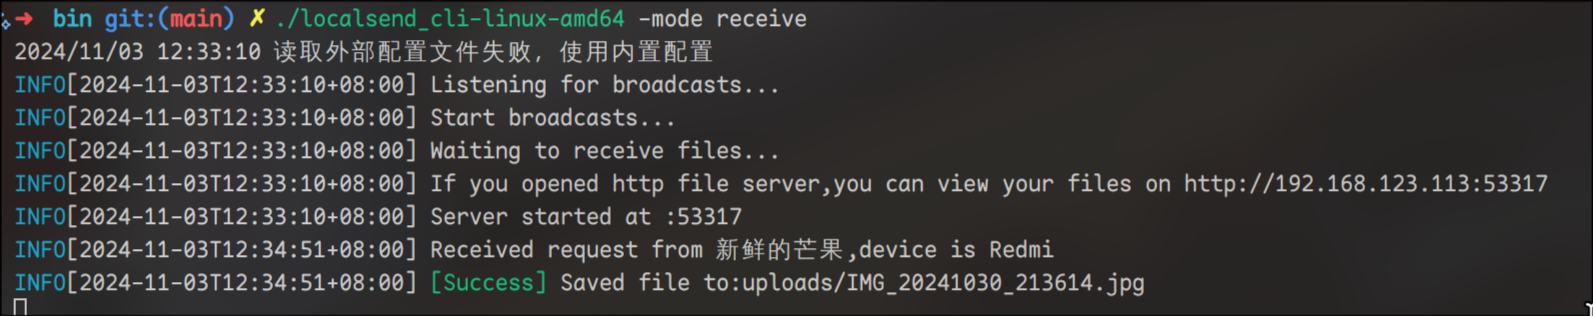 ➜ bin git:(main) ✗ ./localsend_cli-linux-amd64 -mode receive
2024/11/03 12:33:10 读取外部配置文件失败，使用内置配置
INFO[2024-11-03T12:33:10+08:00] Listening for broadcasts...
INFO[2024-11-03T12:33:10+08:00] Start broadcasts...
INFO[2024-11-03T12:33:10+08:00] Waiting to receive files...
INFO[2024-11-03T12:33:10+08:00] If you opened http file server,you can view your files on http://192.168.123.113:53317
INFO[2024-11-03T12:33:10+08:00] Server started at :53317
INFO[2024-11-03T12:34:51+08:00] Received request from 新鲜的芒果,device is Redmi
INFO[2024-11-03T12:34:51+08:00] [Success] Saved file to:uploads/IMG_20241030_213614.jpg